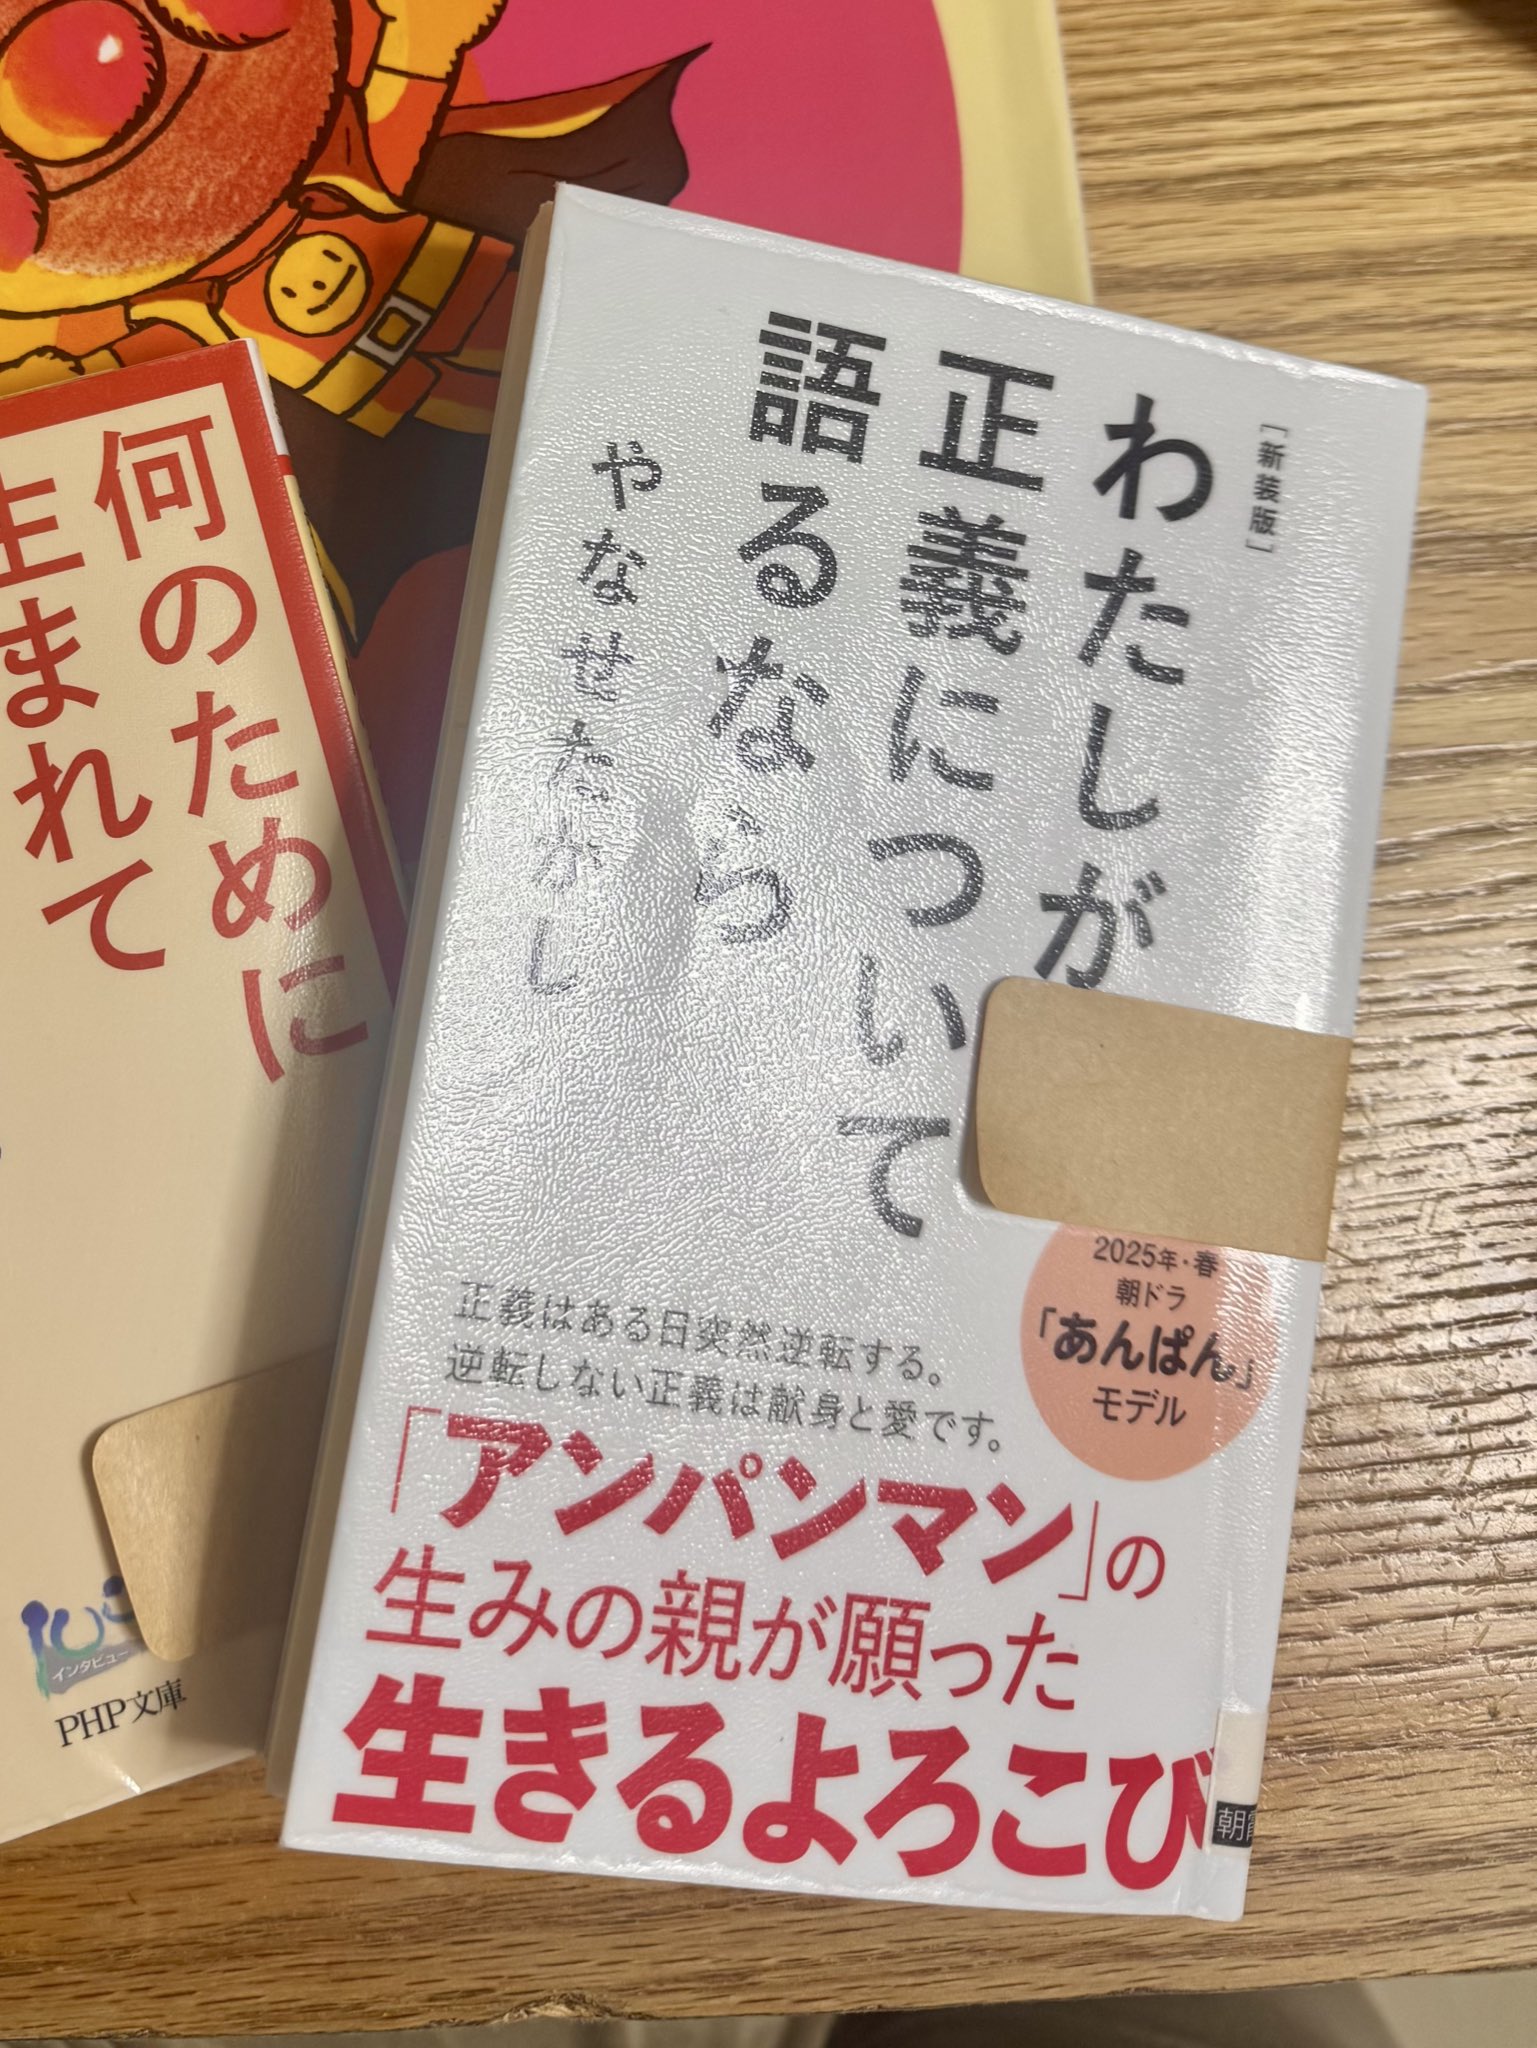 [新装版]
わたしが
正義について
語るなら
やなせたかし
2025年・春
朝ドラ
「あんぱん」
モデル
正義はある日突然逆転する。
逆転しない正義は献身と愛です。
「アンパンマン」の
生みの親が願った
生きるよろこび
何のために
生まれて
インタビュー
PHP文庫